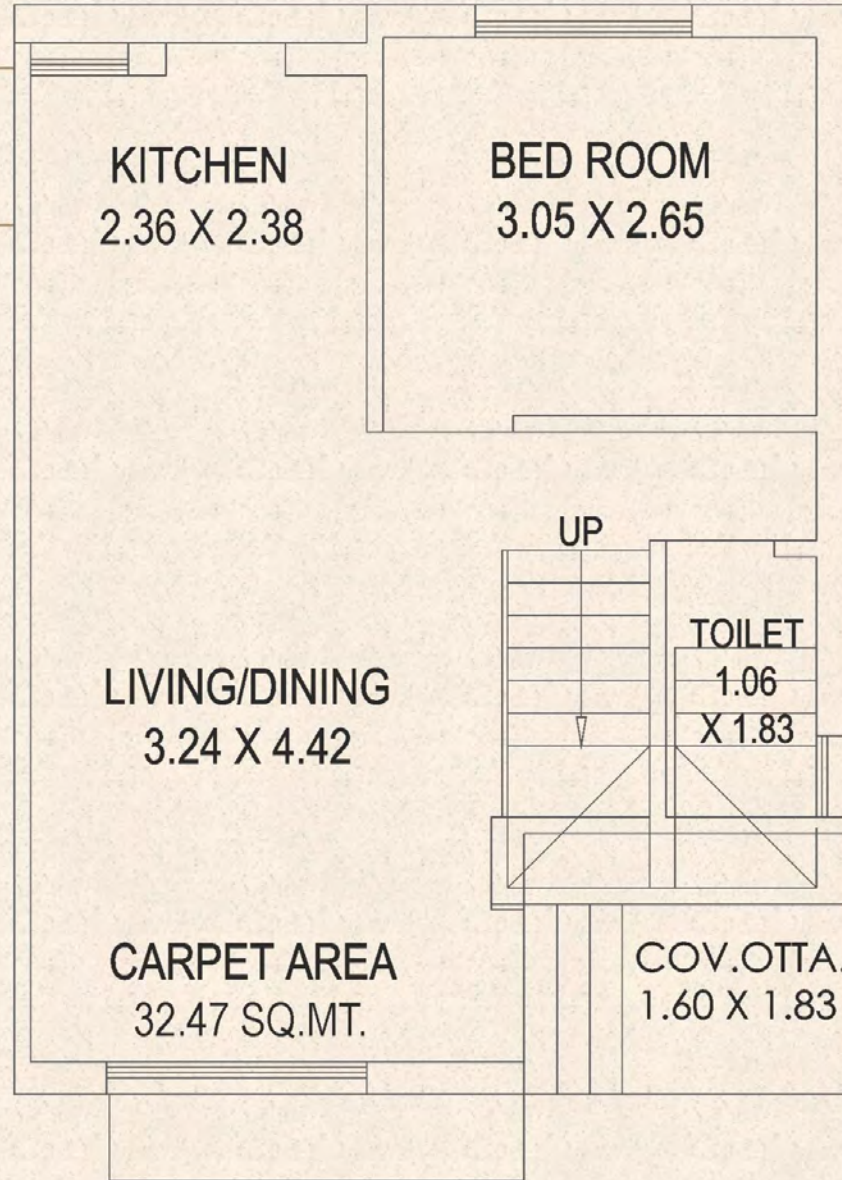 KITCHEN
2.36 X 2.38
BED ROOM
3.05 X 2.65
UP
TOILET
1.06
X 1.83
LIVING/DINING
3.24 X 4.42
CARPET AREA
32.47 SQ.MT.
COV.OTTA.
1.60 X 1.83